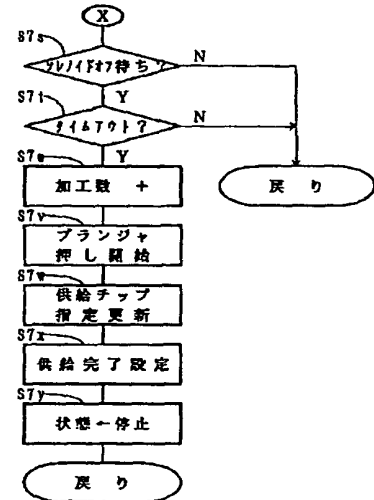 X
S7s
ソレノイドオフ待ち?
N
Y
S7t
タイムアウト?
N
Y
S7u
加工数 +
戻り
S7v
プランジャ
押し開始
S7w
供給チップ
指定更新
S7x
供給完了設定
S7y
状態←停止
戻り